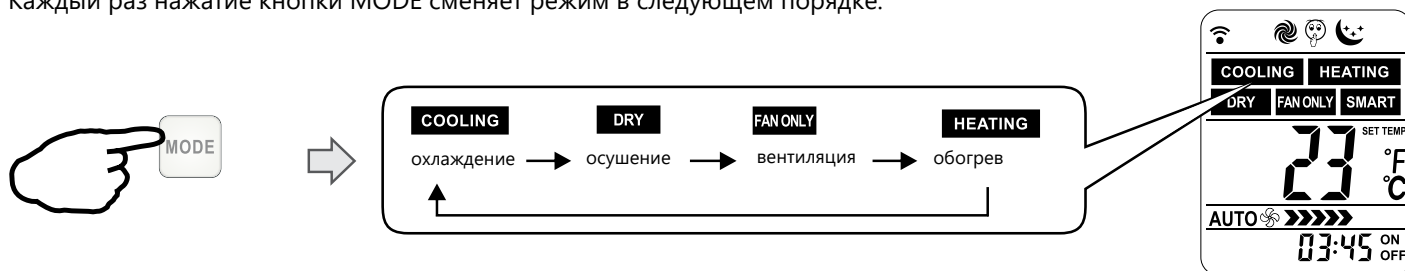 Каждый раз нажатие кнопки MODE сменяет режим в следующем порядке.
MODE
COOLING DRY FAN ONLY HEATING
охлаждение осушение вентиляция обогрев
COOLING HEATING
DRY FAN ONLY SMART
SET TEMP
23 °F
°C
AUTO
03:45 ON
OFF